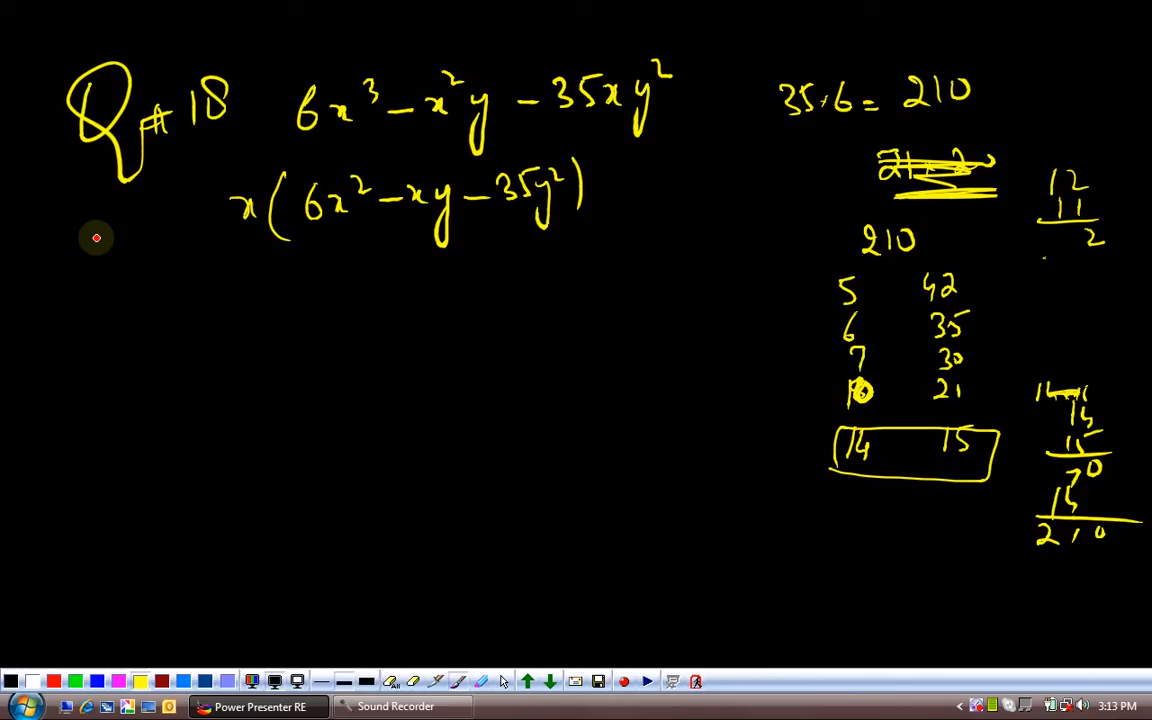 Q # 18 6x³ - x²y - 35xy²
x(6x² - xy - 35y²)
35·6 = 210
210
5 42
6 35
7 30
10 21
14 15
12
11
2
14
15
70
14
210
Power Presenter RE
Sound Recorder
3:13 PM